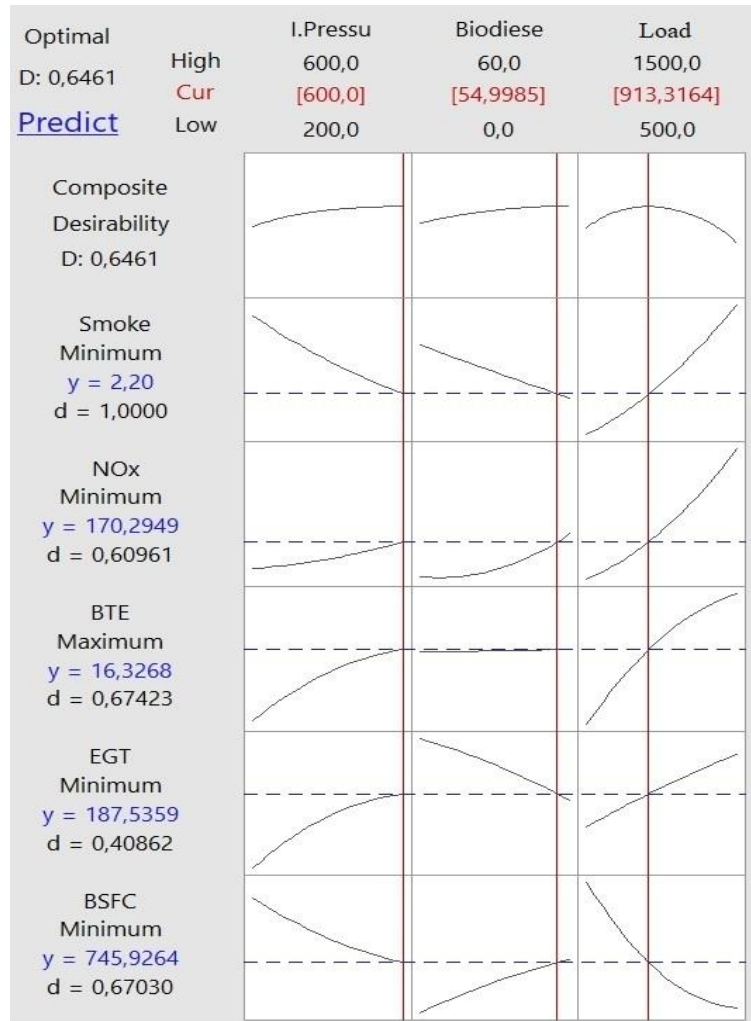 Optimal
D: 0,6461
Predict
High
Cur
Low
I.Pressu
600,0
[600,0]
200,0
Biodiese
60,0
[54,9985]
0,0
Load
1500,0
[913,3164]
500,0
Composite
Desirability
D: 0,6461
Smoke
Minimum
y = 2,20
d = 1,0000
NOx
Minimum
y = 170,2949
d = 0,60961
BTE
Maximum
y = 16,3268
d = 0,67423
EGT
Minimum
y = 187,5359
d = 0,40862
BSFC
Minimum
y = 745,9264
d = 0,67030